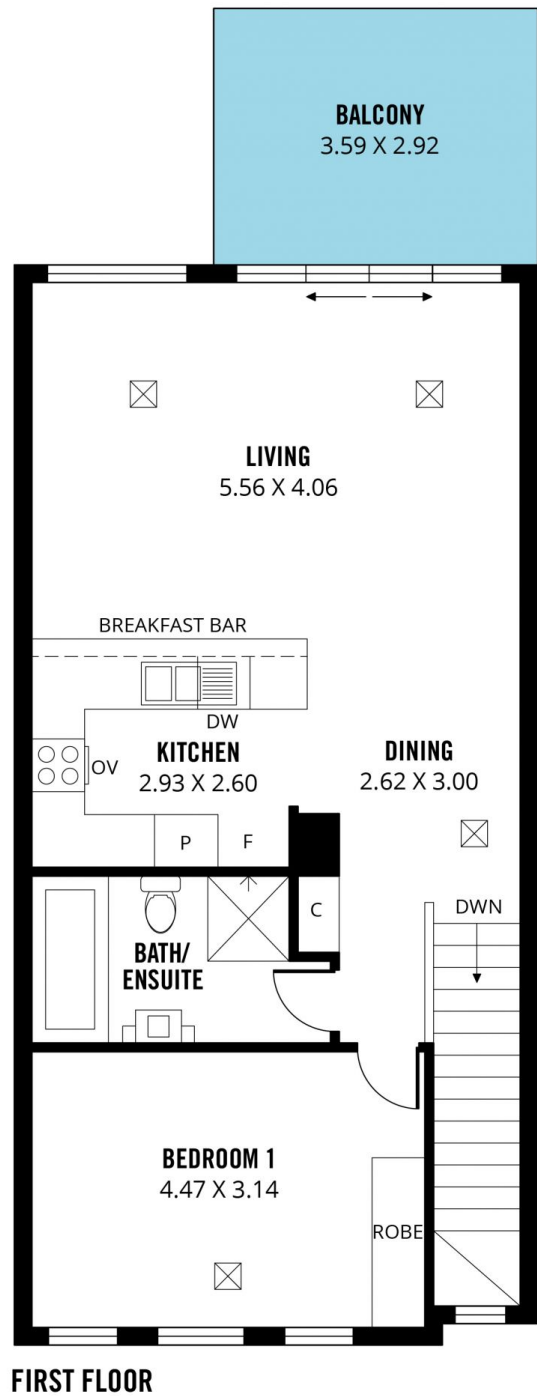 BALCONY
3.59 X 2.92
LIVING
5.56 X 4.06
BREAKFAST BAR
DW
KITCHEN
2.93 X 2.60
OV
DINING
2.62 X 3.00
P
F
C
DWN
BATH/
ENSUITE
BEDROOM 1
4.47 X 3.14
ROBE
FIRST FLOOR